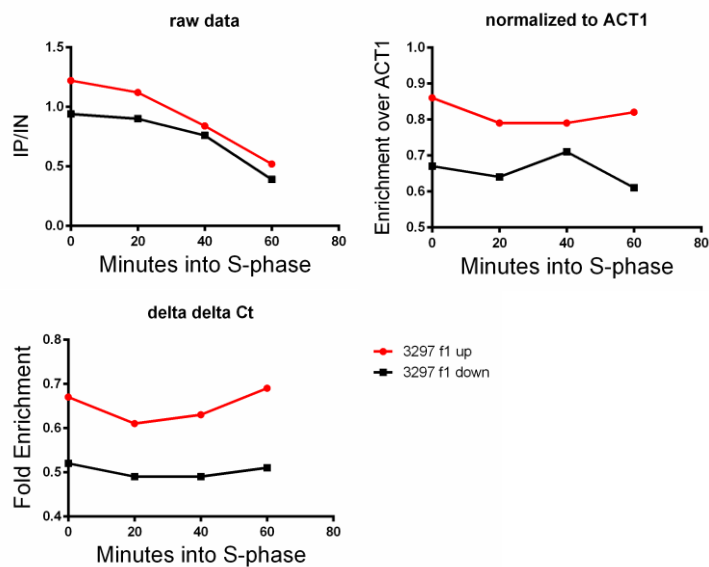 raw data
1.5
1.0
0.5
0.0
IP/IN
0 20 40 60 80
Minutes into S-phase
normalized to ACT1
1.0
0.9
0.8
0.7
0.6
0.5
Enrichment over ACT1
0 20 40 60 80
Minutes into S-phase
delta delta Ct
0.8
0.7
0.6
0.5
0.4
Fold Enrichment
0 20 40 60 80
Minutes into S-phase
3297 f1 up
3297 f1 down